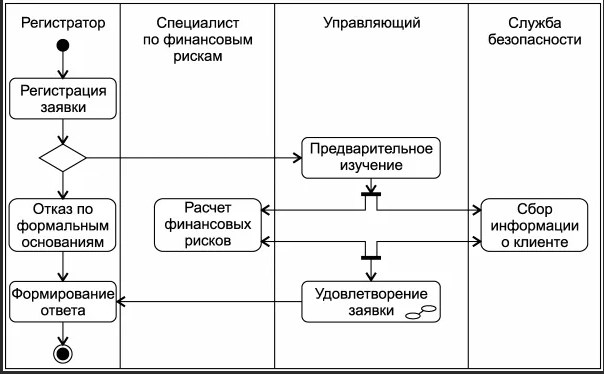 Регистратор
Специалист
по финансовым
рискам
Управляющий
Служба
безопасности
Регистрация
заявки
Предварительное
изучение
Отказ по
формальным
основаниям
Расчет
финансовых
рисков
Сбор
информации
о клиенте
Формирование
ответа
Удовлетворение
заявки